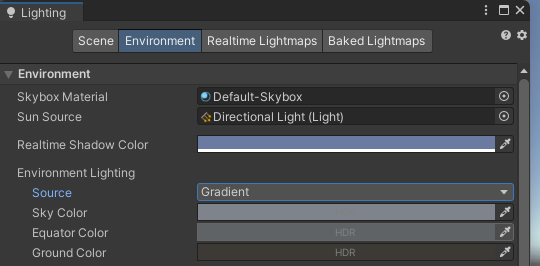 Lighting
Scene Environment Realtime Lightmaps Baked Lightmaps
Environment
Skybox Material Default-Skybox
Sun Source Directional Light (Light)
Realtime Shadow Color
Environment Lighting
Source Gradient
Sky Color
Equator Color HDR
Ground Color HDR